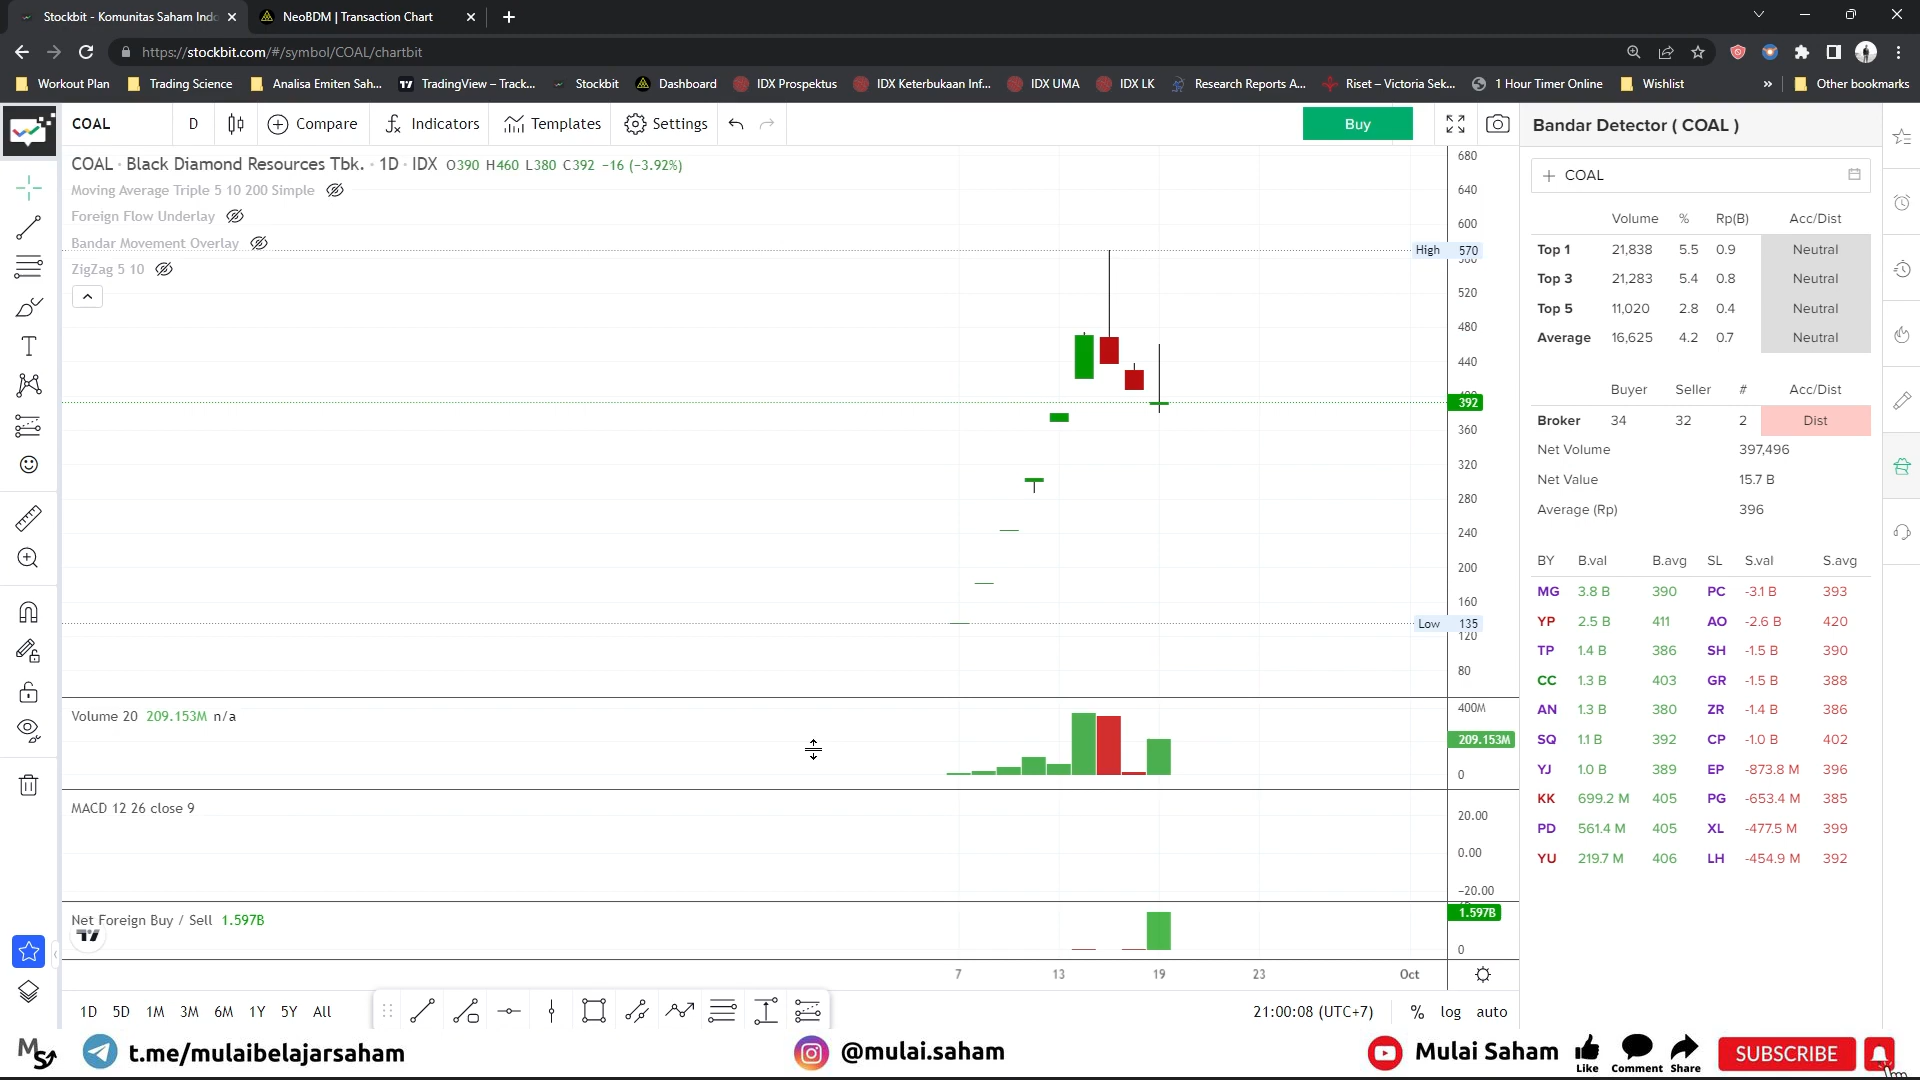 Stockbit - Komunitas Saham Indo
NeoBDM | Transaction Chart
https://stockbit.com/#/symbol/COAL/chartbit
Workout Plan
Trading Science
Analisa Emiten Sah...
TradingView – Track...
Stockbit
Dashboard
IDX Prospektus
IDX Keterbukaan Inf...
IDX UMA
IDX LK
Research Reports A...
Riset – Victoria Sek...
1 Hour Timer Online
Wishlist
»
Other bookmarks
COAL
D
Compare
Indicators
Templates
Settings
Buy
COAL · Black Diamond Resources Tbk. · 1D · IDX O390 H460 L380 C392 −16 (−3.92%)
Moving Average Triple 5 10 200 Simple
Foreign Flow Underlay
Bandar Movement Overlay
ZigZag 5 10
680
640
600
High 570
520
480
440
392
360
320
280
240
200
160
Low 135
120
80
Volume 20 209.153M n/a
400M
209.153M
0
MACD 12 26 close 9
20.00
0.00
−20.00
Net Foreign Buy / Sell 1.597B
1.597B
0
7 13 19 23 Oct
1D 5D 1M 3M 6M 1Y 5Y All
21:00:08 (UTC+7) % log auto
Bandar Detector ( COAL )
COAL
Volume % Rp(B) Acc/Dist
Top 1 21,838 5.5 0.9 Neutral
Top 3 21,283 5.4 0.8 Neutral
Top 5 11,020 2.8 0.4 Neutral
Average 16,625 4.2 0.7 Neutral
Buyer Seller # Acc/Dist
Broker 34 32 2 Dist
Net Volume 397,496
Net Value 15.7 B
Average (Rp) 396
BY B.val B.avg SL S.val S.avg
MG 3.8 B 390 PC -3.1 B 393
YP 2.5 B 411 AO -2.6 B 420
TP 1.4 B 386 SH -1.5 B 390
CC 1.3 B 403 GR -1.5 B 388
AN 1.3 B 380 ZR -1.4 B 386
SQ 1.1 B 392 CP -1.0 B 402
YJ 1.0 B 389 EP -873.8 M 396
KK 699.2 M 405 PG -653.4 M 385
PD 561.4 M 405 XL -477.5 M 399
YU 219.7 M 406 LH -454.9 M 392
MS
t.me/mulaibelajarsaham
@mulai.saham
Mulai Saham
Like Comment Share
SUBSCRIBE